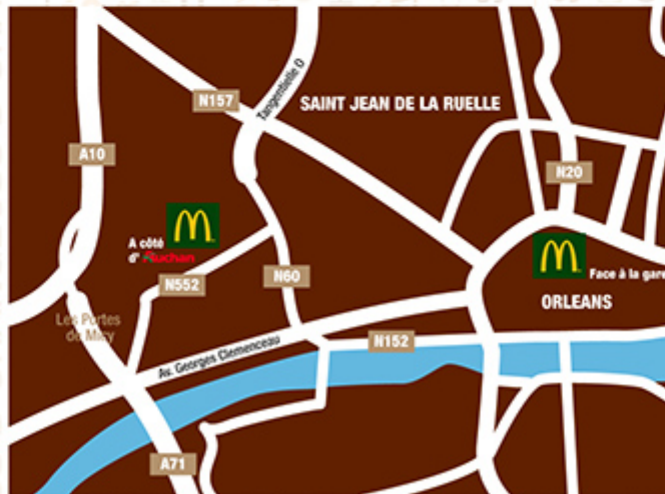 N157
Tangentielle O
SAINT JEAN DE LA RUELLE
A10
N20
A côté
d' Auchan
N552
N60
Face à la gare
ORLEANS
Les Portes
de Micy
Av. Georges Clemenceau
N152
A71